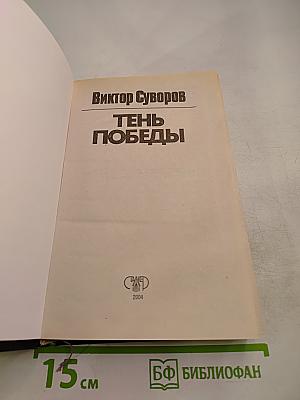 Виктор Суворов
ТЕНЬ
ПОБЕДЫ
2004
15 см
БФ БИБЛИОФАН